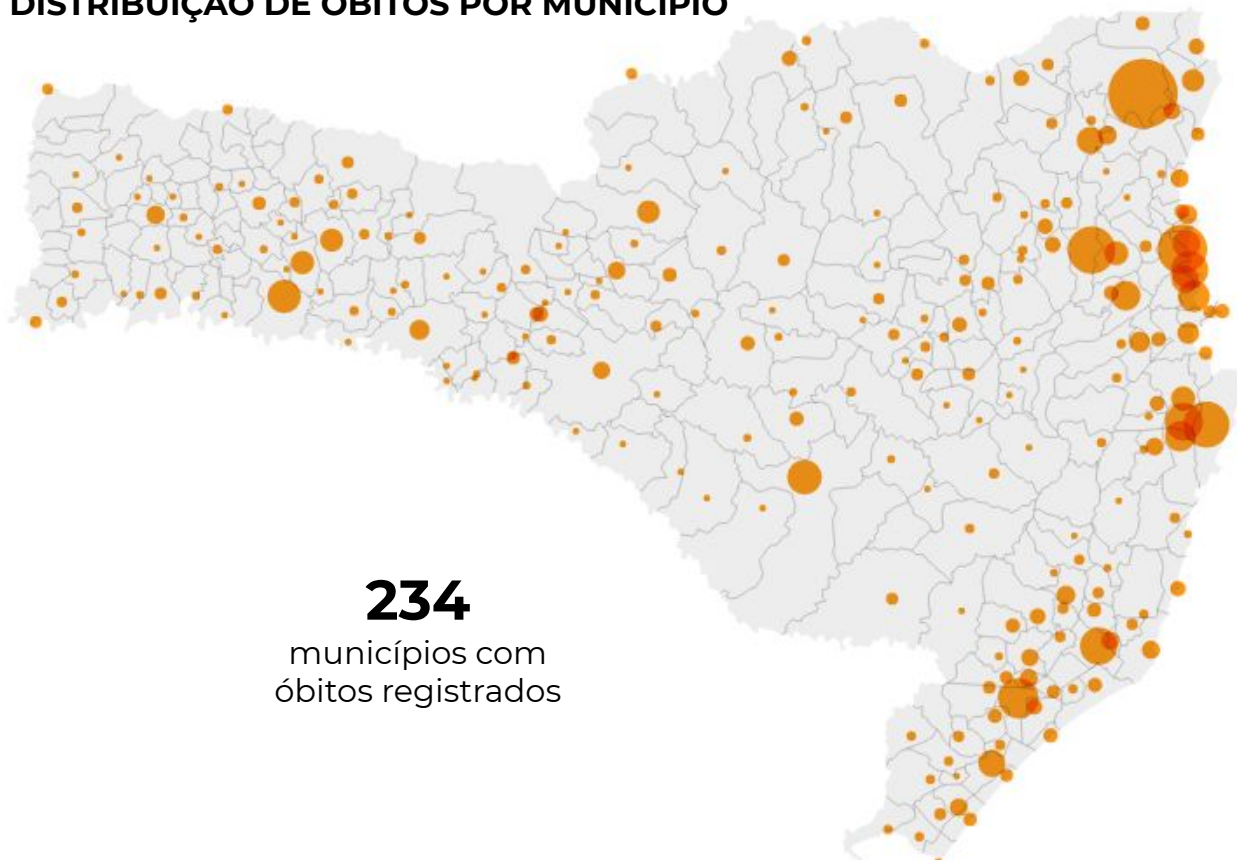 DISTRIBUIÇÃO DE ÓBITOS POR MUNICÍPIO
234
municípios com
óbitos registrados